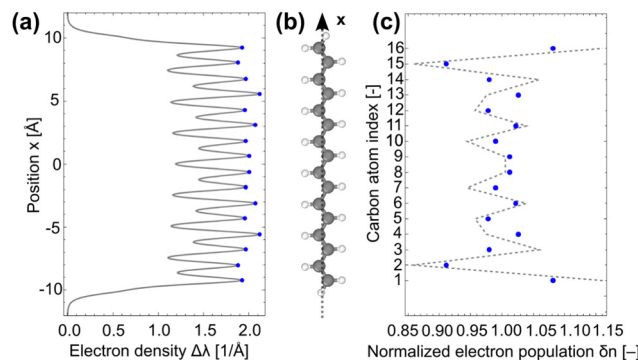 (a)
Position x [Å]
10
5
0
-5
-10
0.0 0.5 1.0 1.5 2.0
Electron density Δλ [1/Å]
(b)
x
(c)
Carbon atom index [-]
16
15
14
13
12
11
10
9
8
7
6
5
4
3
2
1
0.85 0.90 0.95 1.00 1.05 1.10 1.15
Normalized electron population δn [–]